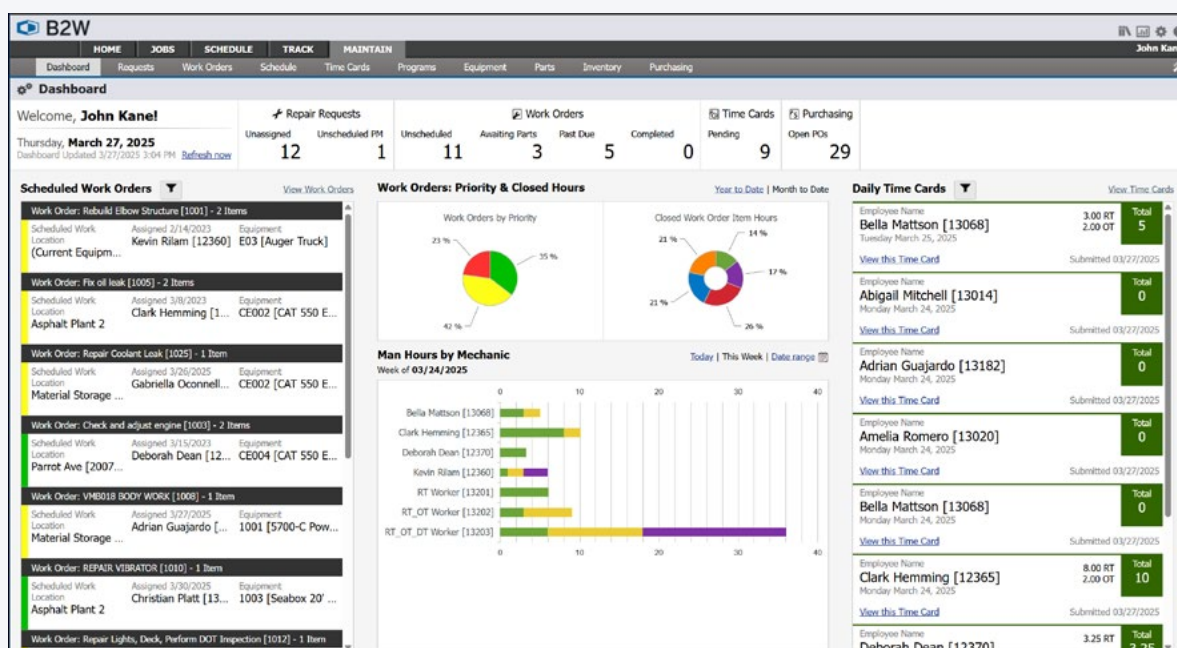 B2W
HOME JOBS SCHEDULE TRACK MAINTAIN
John Kan
Dashboard Requests Work Orders Schedule Time Cards Programs Equipment Parts Inventory Purchasing
Dashboard
Welcome, John Kane!
Thursday, March 27, 2025
Dashboard Updated 3/27/2025 3:04 PM Refresh now
Repair Requests
Unassigned Unscheduled PM
12 1
Work Orders
Unscheduled Awaiting Parts Past Due Completed
11 3 5 0
Time Cards
Pending
9
Purchasing
Open POs
29
Scheduled Work Orders View Work Orders
Work Order: Rebuild Elbow Structure [1001] - 2 Items
Scheduled Work Assigned 2/14/2023 Equipment
Location Kevin Rilam [12360] E03 [Auger Truck]
(Current Equipm...
Work Order: Fix oil leak [1005] - 2 Items
Scheduled Work Assigned 3/8/2023 Equipment
Location Clark Hemming [1... CE002 [CAT 550 E...
Asphalt Plant 2
Work Order: Repair Coolant Leak [1025] - 1 Item
Scheduled Work Assigned 3/26/2025 Equipment
Location Gabriella Oconnell... CE002 [CAT 550 E...
Material Storage ...
Work Order: Check and adjust engine [1003] - 2 Items
Scheduled Work Assigned 3/15/2023 Equipment
Location Deborah Dean [12... CE004 [CAT 550 E...
Parrot Ave [2007...
Work Order: VMB018 BODY WORK [1008] - 1 Item
Scheduled Work Assigned 3/27/2025 Equipment
Location Adrian Guajardo [... 1001 [5700-C Pow...
Material Storage ...
Work Order: REPAIR VIBRATOR [1010] - 1 Item
Scheduled Work Assigned 3/30/2025 Equipment
Location Christian Platt [13... 1003 [Seabox 20' ...
Asphalt Plant 2
Work Order: Repair Lights, Deck, Perform DOT Inspection [1012] - 1 Item
Work Orders: Priority & Closed Hours Year to Date | Month to Date
Work Orders by Priority
23 %
35 %
42 %
Closed Work Order Item Hours
21 %
14 %
17 %
21 %
26 %
Man Hours by Mechanic Today | This Week | Date range
Week of 03/24/2025
0 10 20 30 40
Bella Mattson [13068]
Clark Hemming [12365]
Deborah Dean [12370]
Kevin Rilam [12360]
RT Worker [13201]
RT_OT Worker [13202]
RT_OT_DT Worker [13203]
0 10 20 30 40
Daily Time Cards View Time Cards
Employee Name 3.00 RT Total
Bella Mattson [13068] 2.00 OT 5
Tuesday March 25, 2025
View this Time Card Submitted 03/27/2025
Employee Name Total
Abigail Mitchell [13014] 0
Monday March 24, 2025
View this Time Card Submitted 03/27/2025
Employee Name Total
Adrian Guajardo [13182] 0
Monday March 24, 2025
View this Time Card Submitted 03/27/2025
Employee Name Total
Amelia Romero [13020] 0
Monday March 24, 2025
View this Time Card Submitted 03/27/2025
Employee Name Total
Bella Mattson [13068] 0
Monday March 24, 2025
View this Time Card Submitted 03/27/2025
Employee Name 8.00 RT Total
Clark Hemming [12365] 2.00 OT 10
Monday March 24, 2025
View this Time Card Submitted 03/27/2025
Employee Name 3.25 RT Total
Deborah Dean [12370] 3.25